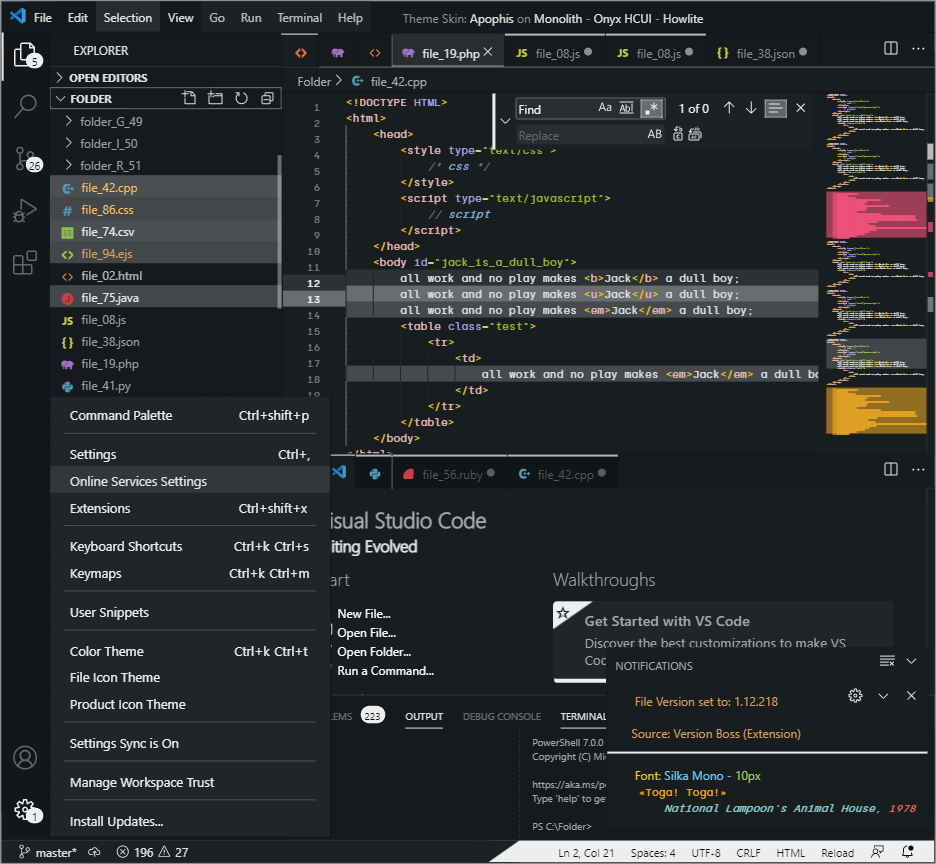 File Edit Selection View Go Run Terminal Help Theme Skin: Apophis on Monolith - Onyx HCUI - Howlite
5
EXPLORER
file_19.php file_08.js file_08.js file_38.json
OPEN EDITORS
Folder file_42.cpp
FOLDER
folder_G_49
folder_I_50
folder_R_51
26
file_42.cpp
file_86.css
file_74.csv
file_94.ejs
file_02.html
file_75.java
JS file_08.js
{} file_38.json
file_19.php
file_41.py
Find Aa Abl .* 1 of 0
Replace AB
1 <!DOCTYPE HTML>
2 <html>
3 <head>
4 <style type="text/css">
5 /* css */
6 </style>
7 <script type="text/javascript">
8 // script
9 </script>
10 </head>
11 <body id="jack_is_a_dull_boy">
12 all work and no play makes <b>Jack</b> a dull boy;
13 all work and no play makes <u>Jack</u> a dull boy;
14 all work and no play makes <em>Jack</em> a dull boy;
15 <table class="test">
16 <tr>
17 <td>
18 all work and no play makes <em>Jack</em> a dull bo
19 </td>
</tr>
</table>
</body>
</html>
Command Palette Ctrl+shift+p
Settings Ctrl+,
Online Services Settings
Extensions Ctrl+shift+x
Keyboard Shortcuts Ctrl+k Ctrl+s
Keymaps Ctrl+k Ctrl+m
User Snippets
Color Theme Ctrl+k Ctrl+t
File Icon Theme
Product Icon Theme
Settings Sync is On
Manage Workspace Trust
Install Updates...
1
file_56.ruby file_42.cpp
isual Studio Code
iting Evolved
art
New File...
Open File...
Open Folder...
Run a Command...
Walkthroughs
Get Started with VS Code
Discover the best customizations to make VS
Coc
LEMS 223 OUTPUT DEBUG CONSOLE TERMINAL
PowerShell 7.0.0
Copyright (C) Mi
https://aka.ms/p
Type 'help' to ge
PS C:\Folder>
NOTIFICATIONS
File Version set to: 1.12.218
Source: Version Boss (Extension)
Font: Silka Mono - 10px
«Toga! Toga!»
National Lampoon's Animal House, 1978
master* 196 27 Ln 2, Col 21 Spaces: 4 UTF-8 CRLF HTML Reload